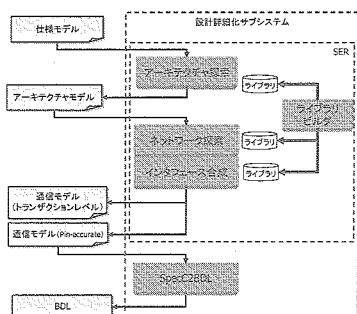 設計詳細化サブシステム
仕様モデル
SER
アーキテクチャ探索
ライブラリ
アーキテクチャモデル
ライブラリ
ビルダ
ネットワーク探索
ライブラリ
インタフェース合成
ライブラリ
通信モデル
(トランザクションレベル)
通信モデル(Pin-accurate)
SpecC2BDL
BDL